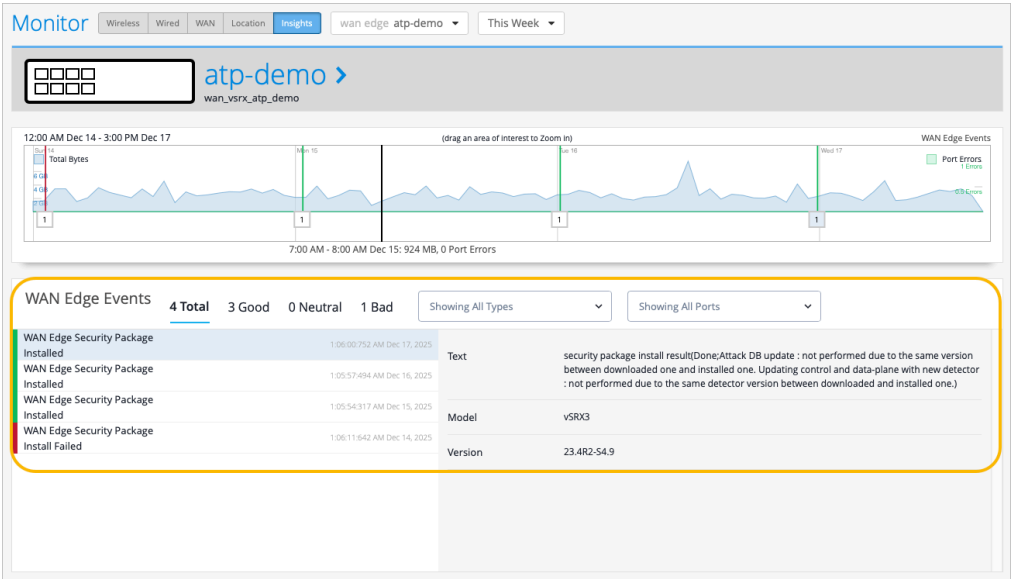 Monitor
Wireless Wired WAN Location Insights
wan edge atp-demo
This Week
atp-demo
wan_vsrx_atp_demo
12:00 AM Dec 14 - 3:00 PM Dec 17
(drag an area of interest to Zoom in)
WAN Edge Events
Sun 14
Mon 15
Tue 16
Wed 17
Total Bytes
Port Errors
1 Errors
6 GB
4 GB
0.5 Errors
2 GB
1
1
1
1
7:00 AM - 8:00 AM Dec 15: 924 MB, 0 Port Errors
WAN Edge Events
4 Total 3 Good 0 Neutral 1 Bad
Showing All Types
Showing All Ports
WAN Edge Security Package
Installed
1:06:00:752 AM Dec 17, 2025
WAN Edge Security Package
Installed
1:05:57:494 AM Dec 16, 2025
WAN Edge Security Package
Installed
1:05:54:317 AM Dec 15, 2025
WAN Edge Security Package
Install Failed
1:06:11:642 AM Dec 14, 2025
Text
security package install result(Done;Attack DB update : not performed due to the same version
between downloaded one and installed one. Updating control and data-plane with new detector
: not performed due to the same detector version between downloaded and installed one.)
Model
vSRX3
Version
23.4R2-S4.9